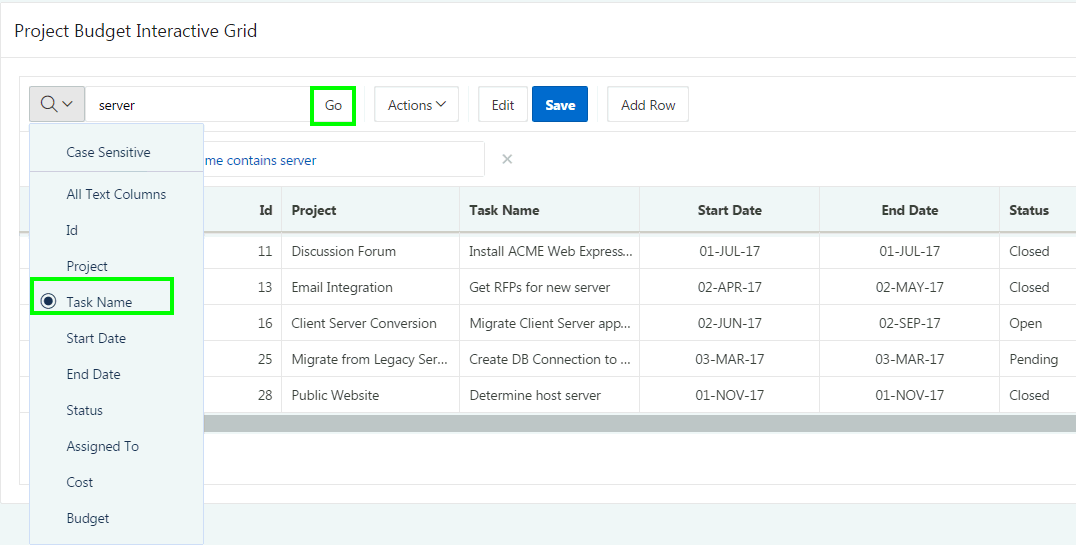 Project Budget Interactive Grid
server Go Actions Edit Save Add Row
Case Sensitive
me contains server
All Text Columns
Id Project Task Name Start Date End Date Status
Id
11 Discussion Forum Install ACME Web Express... 01-JUL-17 01-JUL-17 Closed
Project
13 Email Integration Get RFPs for new server 02-APR-17 02-MAY-17 Closed
Task Name
16 Client Server Conversion Migrate Client Server app... 02-JUN-17 02-SEP-17 Open
Start Date
25 Migrate from Legacy Ser... Create DB Connection to ... 03-MAR-17 03-MAR-17 Pending
End Date
28 Public Website Determine host server 01-NOV-17 01-NOV-17 Closed
Status
Assigned To
Cost
Budget